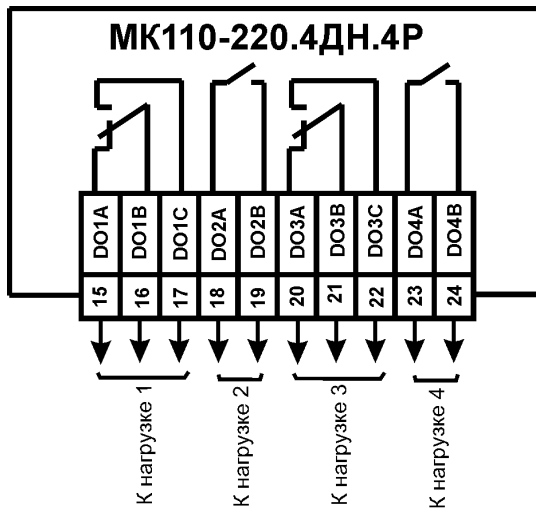 МК110-220.4ДН.4Р
DO1A
DO1B
DO1C
DO2A
DO2B
DO3A
DO3B
DO3C
DO4A
DO4B
15
16
17
18
19
20
21
22
23
24
К нагрузке 1
К нагрузке 2
К нагрузке 3
К нагрузке 4